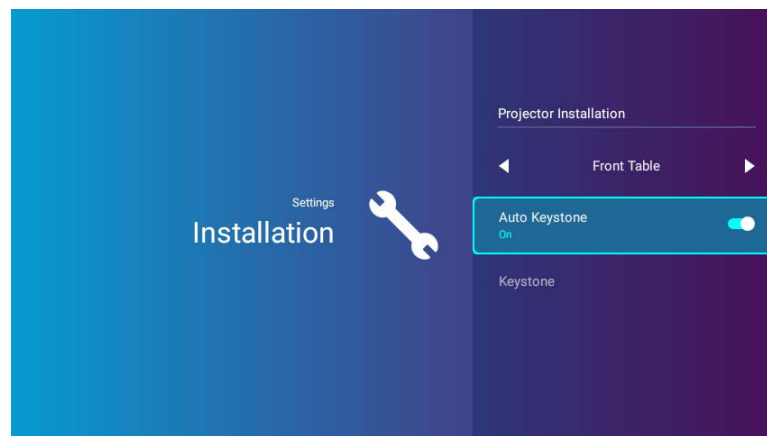 Settings
Installation
Projector Installation
Front Table
Auto Keystone
On
Keystone